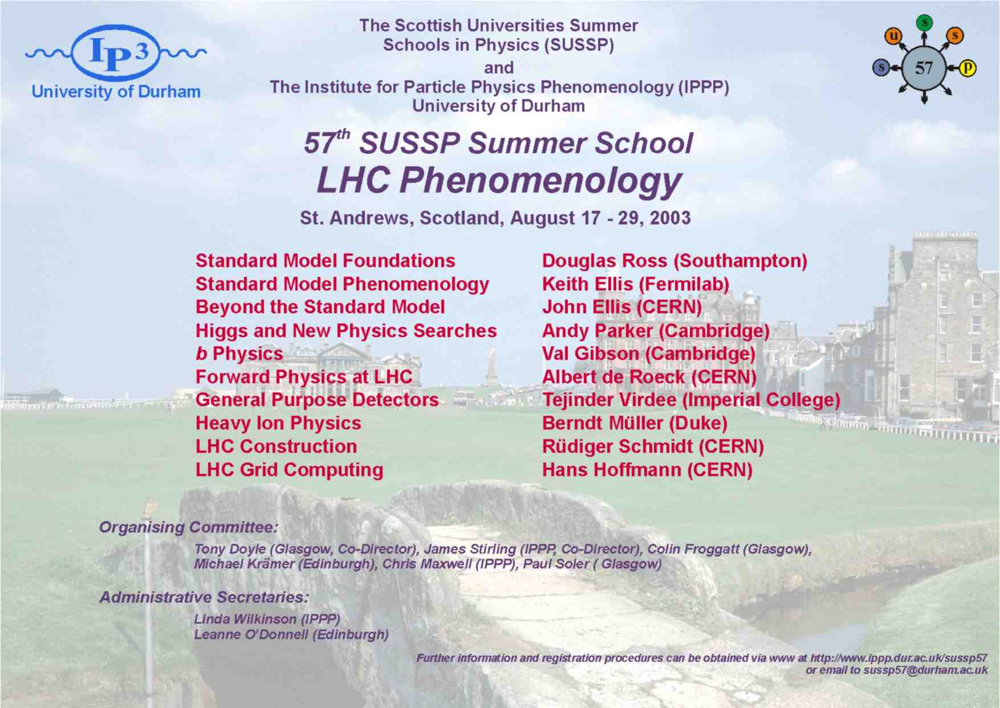 IP3
University of Durham
The Scottish Universities Summer
Schools in Physics (SUSSP)
and
The Institute for Particle Physics Phenomenology (IPPP)
University of Durham
s
u
s
s
p
57
57th SUSSP Summer School
LHC Phenomenology
St. Andrews, Scotland, August 17 - 29, 2003
Standard Model Foundations Douglas Ross (Southampton)
Standard Model Phenomenology Keith Ellis (Fermilab)
Beyond the Standard Model John Ellis (CERN)
Higgs and New Physics Searches Andy Parker (Cambridge)
b Physics Val Gibson (Cambridge)
Forward Physics at LHC Albert de Roeck (CERN)
General Purpose Detectors Tejinder Virdee (Imperial College)
Heavy Ion Physics Berndt Müller (Duke)
LHC Construction Rüdiger Schmidt (CERN)
LHC Grid Computing Hans Hoffmann (CERN)
Organising Committee:
Tony Doyle (Glasgow, Co-Director), James Stirling (IPPP, Co-Director), Colin Froggatt (Glasgow),
Michael Krämer (Edinburgh), Chris Maxwell (IPPP), Paul Soler ( Glasgow)
Administrative Secretaries:
Linda Wilkinson (IPPP)
Leanne O'Donnell (Edinburgh)
Further information and registration procedures can be obtained via www at http://www.ippp.dur.ac.uk/sussp57
or email to sussp57@durham.ac.uk